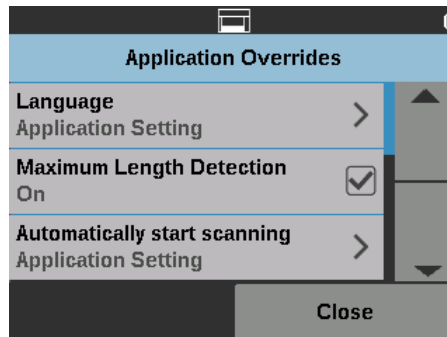 Application Overrides
Language
Application Setting
Maximum Length Detection
On
Automatically start scanning
Application Setting
Close